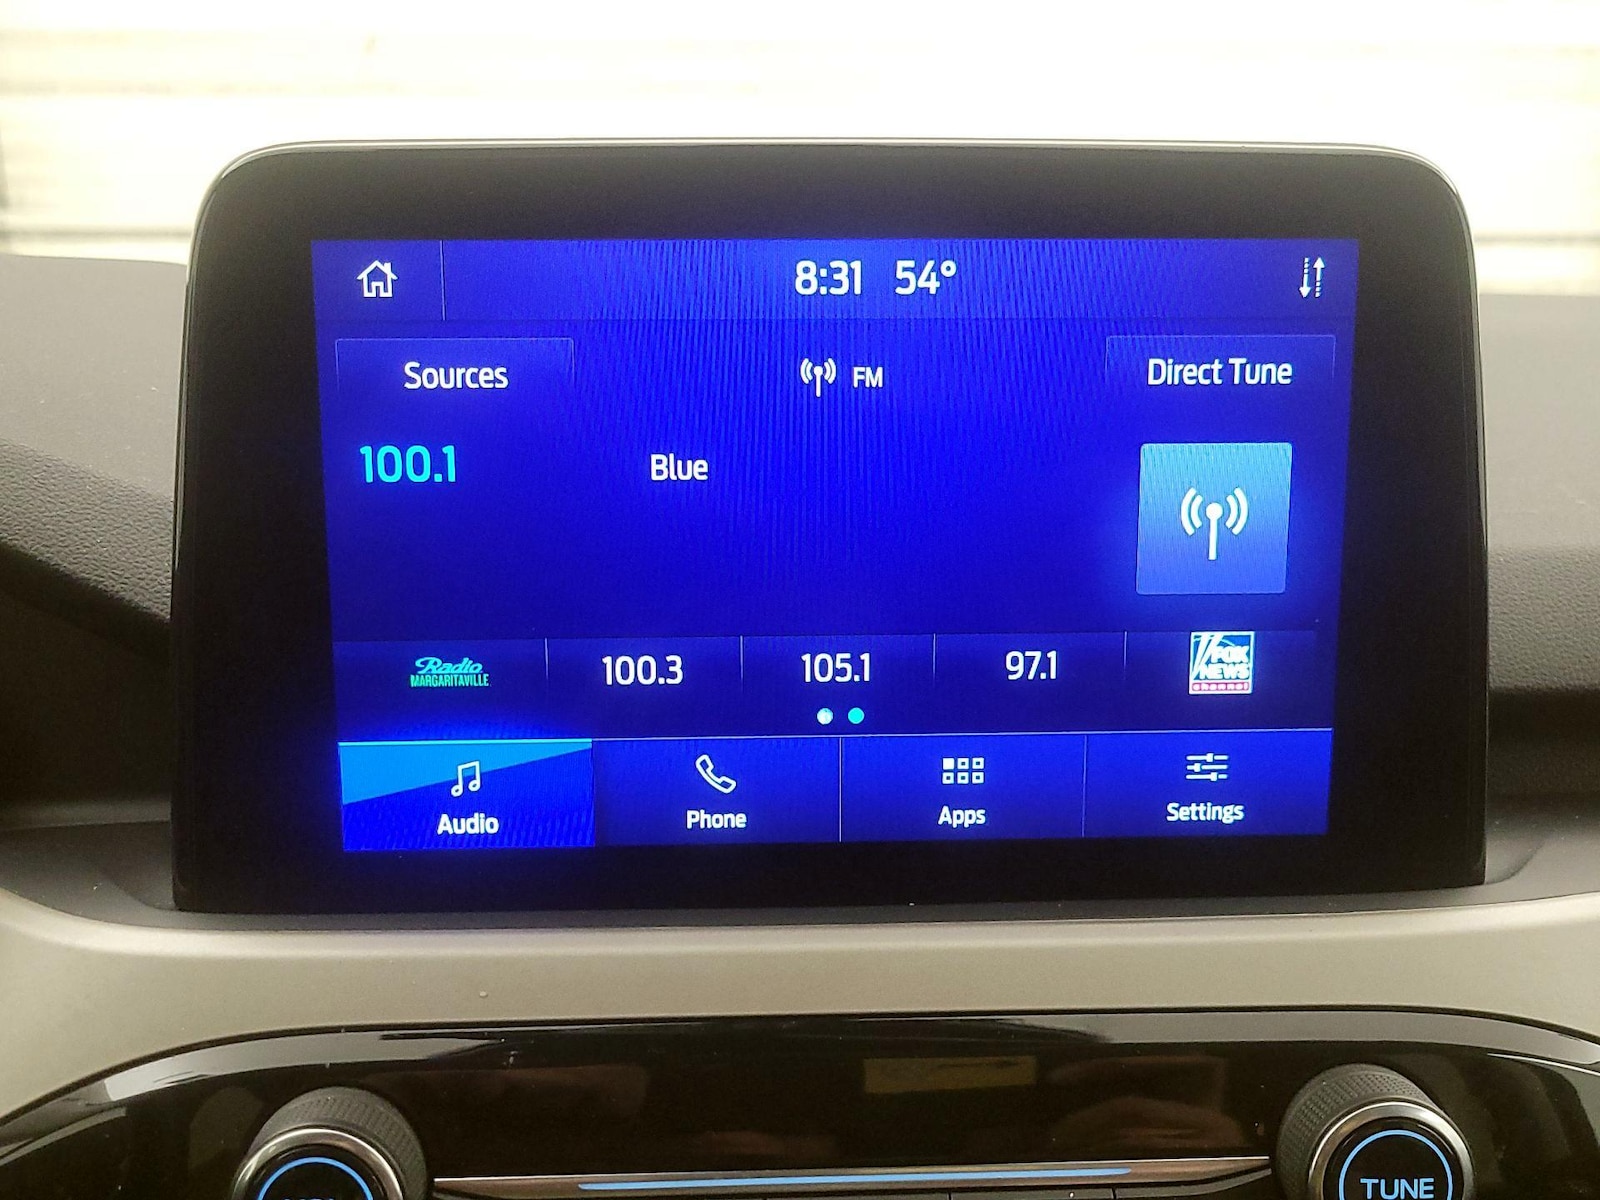 8:31 54°
Sources
FM
Direct Tune
100.1
Blue
Radio
MARGARITAVILLE
100.3
105.1
97.1
FOX
NEWS
channel
Audio
Phone
Apps
Settings
TUNE